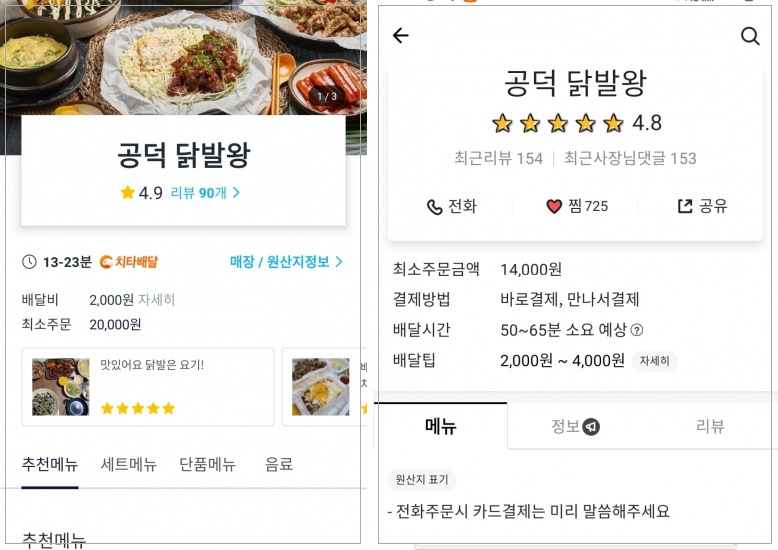 1 / 3
공덕 닭발왕
4.9 리뷰 90개
13-23분 치타배달 매장 / 원산지정보
배달비 2,000원 자세히
최소주문 20,000원
맛있어요 닭발은 요기!
추천메뉴 세트메뉴 단품메뉴 음료
추천메뉴
공덕 닭발왕
4.8
최근리뷰 154 최근사장님댓글 153
전화 찜 725 공유
최소주문금액 14,000원
결제방법 바로결제, 만나서결제
배달시간 50~65분 소요 예상 ?
배달팁 2,000원 ~ 4,000원 자세히
메뉴 정보 리뷰
원산지 표기
- 전화주문시 카드결제는 미리 말씀해주세요